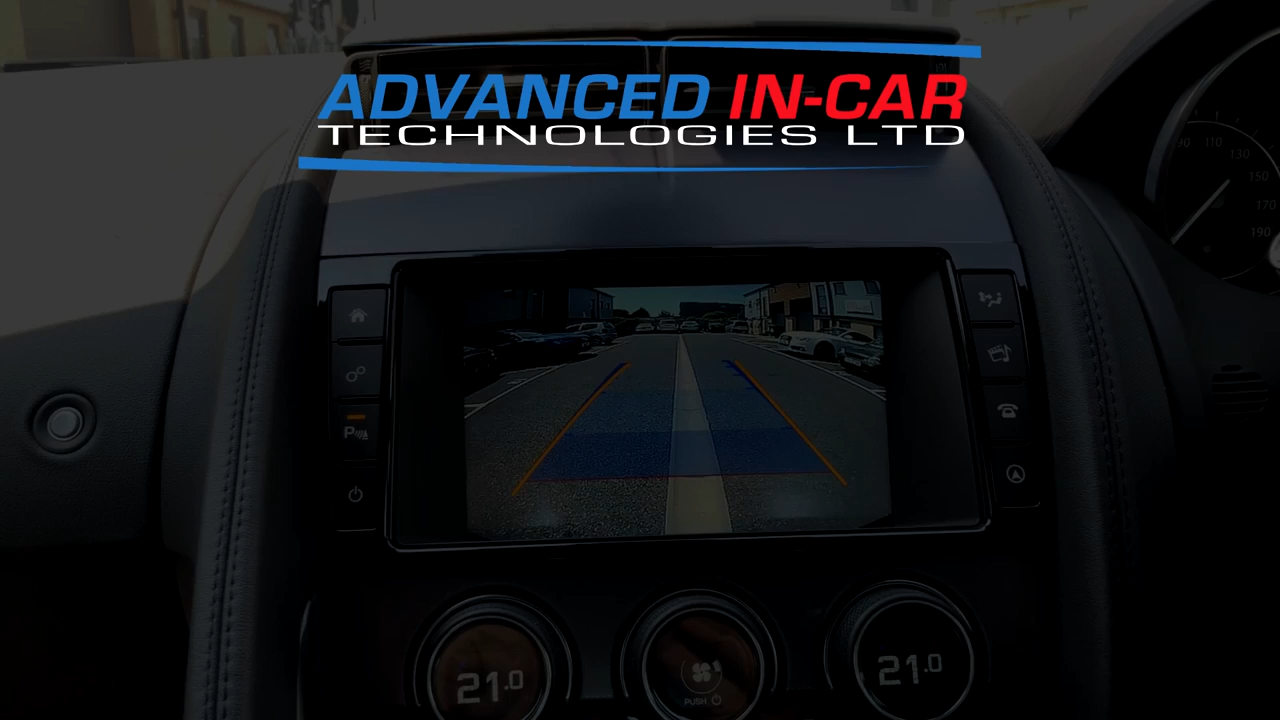 ADVANCED IN-CAR
TECHNOLOGIES LTD
90 110
130
150
170
190
P
21.0
PUSH
21.0